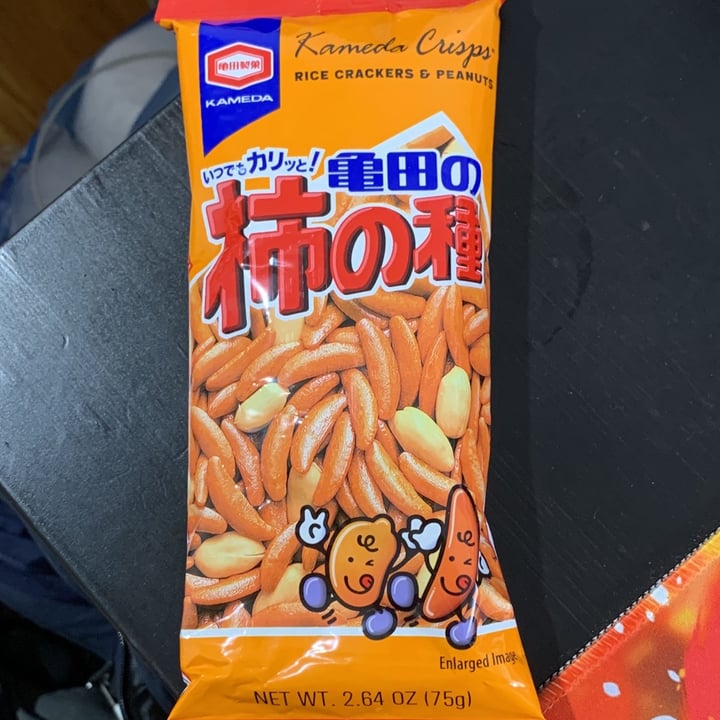 亀田製菓
KAMEDA
Kameda Crisps
RICE CRACKERS & PEANUTS
いつでもカリッと!
亀田の
柿の種
Enlarged Image
NET WT. 2.64 OZ (75g)